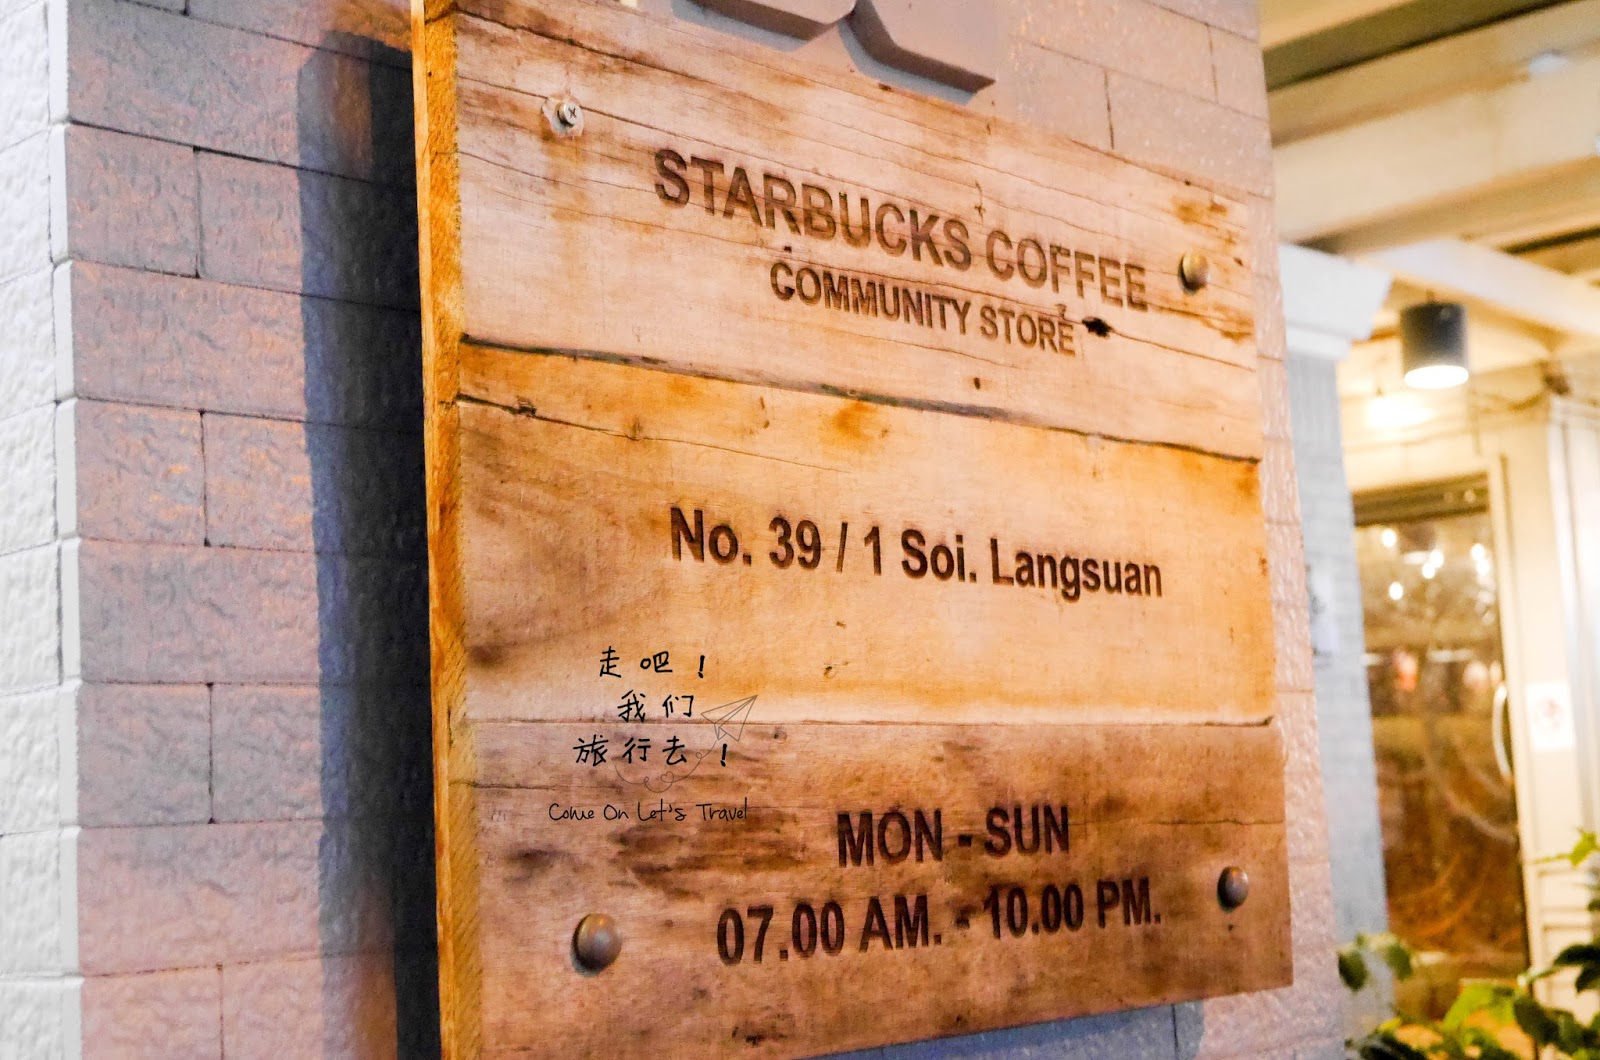 STARBUCKS COFFEE
COMMUNITY STORE
No. 39 / 1 Soi. Langsuan
走吧！
我们
旅行去！
Come On Let's Travel
MON - SUN
07.00 AM. - 10.00 PM.